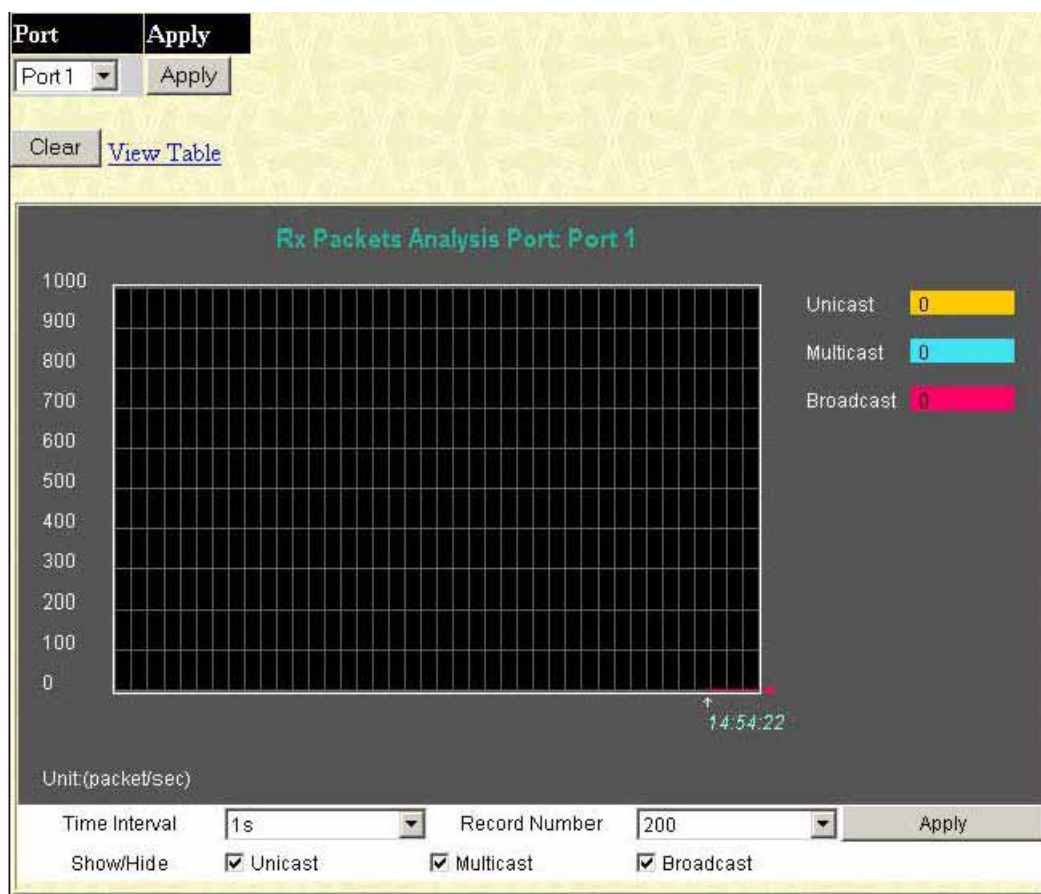 Port Apply
Port 1 Apply
Clear View Table
Rx Packets Analysis Port: Port 1
1000
900
800
700
600
500
400
300
200
100
0
Unicast 0
Multicast 0
Broadcast 0
14:54:22
Unit:(packet/sec)
Time Interval 1s Record Number 200 Apply
Show/Hide Unicast Multicast Broadcast